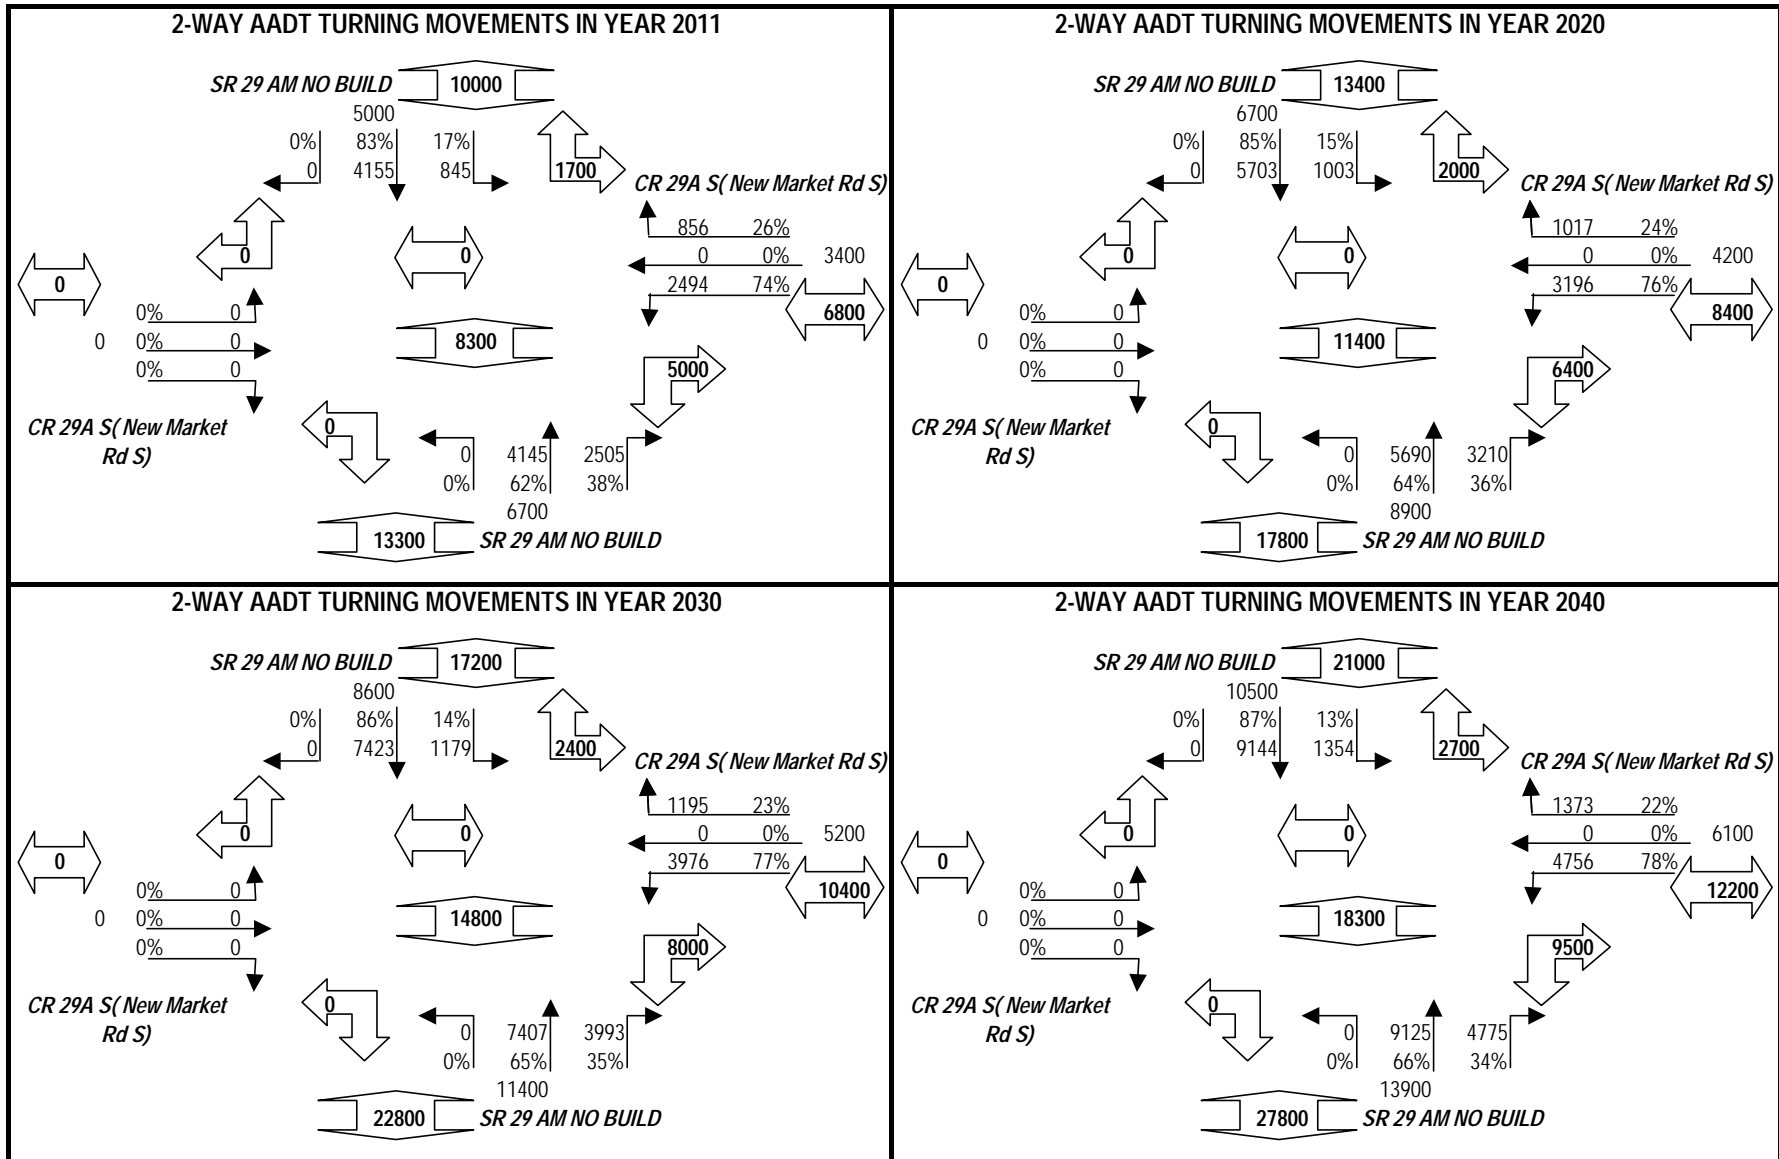 2-WAY AADT TURNING MOVEMENTS IN YEAR 2011
SR 29 AM NO BUILD 10000
5000
0% 83% 17%
0 4155 845 1700
CR 29A S( New Market Rd S)
856 26%
0 0 0 0% 3400
0 2494 74%
6800
0% 0
0 0% 0 8300
0% 0 5000
CR 29A S( New Market
Rd S)
0
0 4145 2505
0% 62% 38%
6700
13300 SR 29 AM NO BUILD
2-WAY AADT TURNING MOVEMENTS IN YEAR 2020
SR 29 AM NO BUILD 13400
6700
0% 85% 15%
0 5703 1003 2000
CR 29A S( New Market Rd S)
1017 24%
0 0 0 0% 4200
0 3196 76%
8400
0% 0
0 0% 0 11400
0% 0 6400
CR 29A S( New Market
Rd S)
0
0 5690 3210
0% 64% 36%
8900
17800 SR 29 AM NO BUILD
2-WAY AADT TURNING MOVEMENTS IN YEAR 2030
SR 29 AM NO BUILD 17200
8600
0% 86% 14%
0 7423 1179 2400
CR 29A S( New Market Rd S)
1195 23%
0 0 0 0% 5200
0 3976 77%
10400
0% 0
0 0% 0 14800
0% 0 8000
CR 29A S( New Market
Rd S)
0
0 7407 3993
0% 65% 35%
11400
22800 SR 29 AM NO BUILD
2-WAY AADT TURNING MOVEMENTS IN YEAR 2040
SR 29 AM NO BUILD 21000
10500
0% 87% 13%
0 9144 1354 2700
CR 29A S( New Market Rd S)
1373 22%
0 0 0 0% 6100
0 4756 78%
12200
0% 0
0 0% 0 18300
0% 0 9500
CR 29A S( New Market
Rd S)
0
0 9125 4775
0% 66% 34%
13900
27800 SR 29 AM NO BUILD